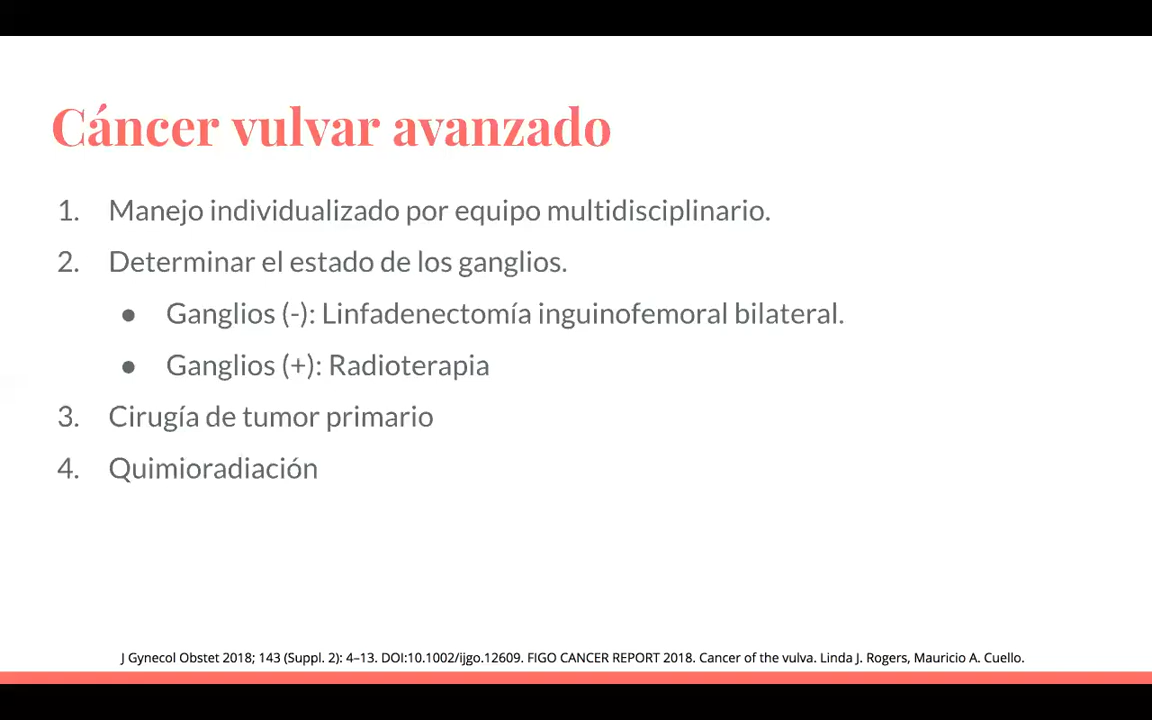 Cáncer vulvar avanzado
1. Manejo individualizado por equipo multidisciplinario.
2. Determinar el estado de los ganglios.
● Ganglios (-): Linfadenectomía inguinofemoral bilateral.
● Ganglios (+): Radioterapia
3. Cirugía de tumor primario
4. Quimioradiación
J Gynecol Obstet 2018; 143 (Suppl. 2): 4–13. DOI:10.1002/ijgo.12609. FIGO CANCER REPORT 2018. Cancer of the vulva. Linda J. Rogers, Mauricio A. Cuello.